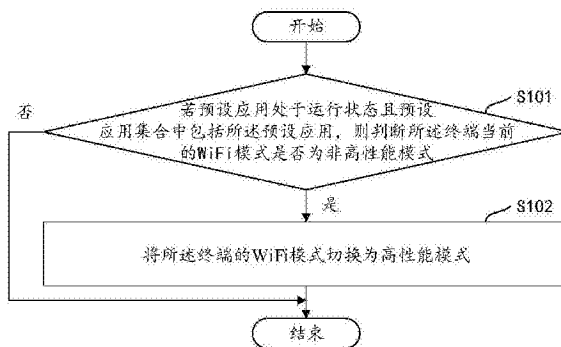 开始
否
若预设应用处于运行状态且预设
应用集合中包括所述预设应用，则判断所述终端当前
的WiFi模式是否为非高性能模式
S101
是
S102
将所述终端的WiFi模式切换为高性能模式
结束